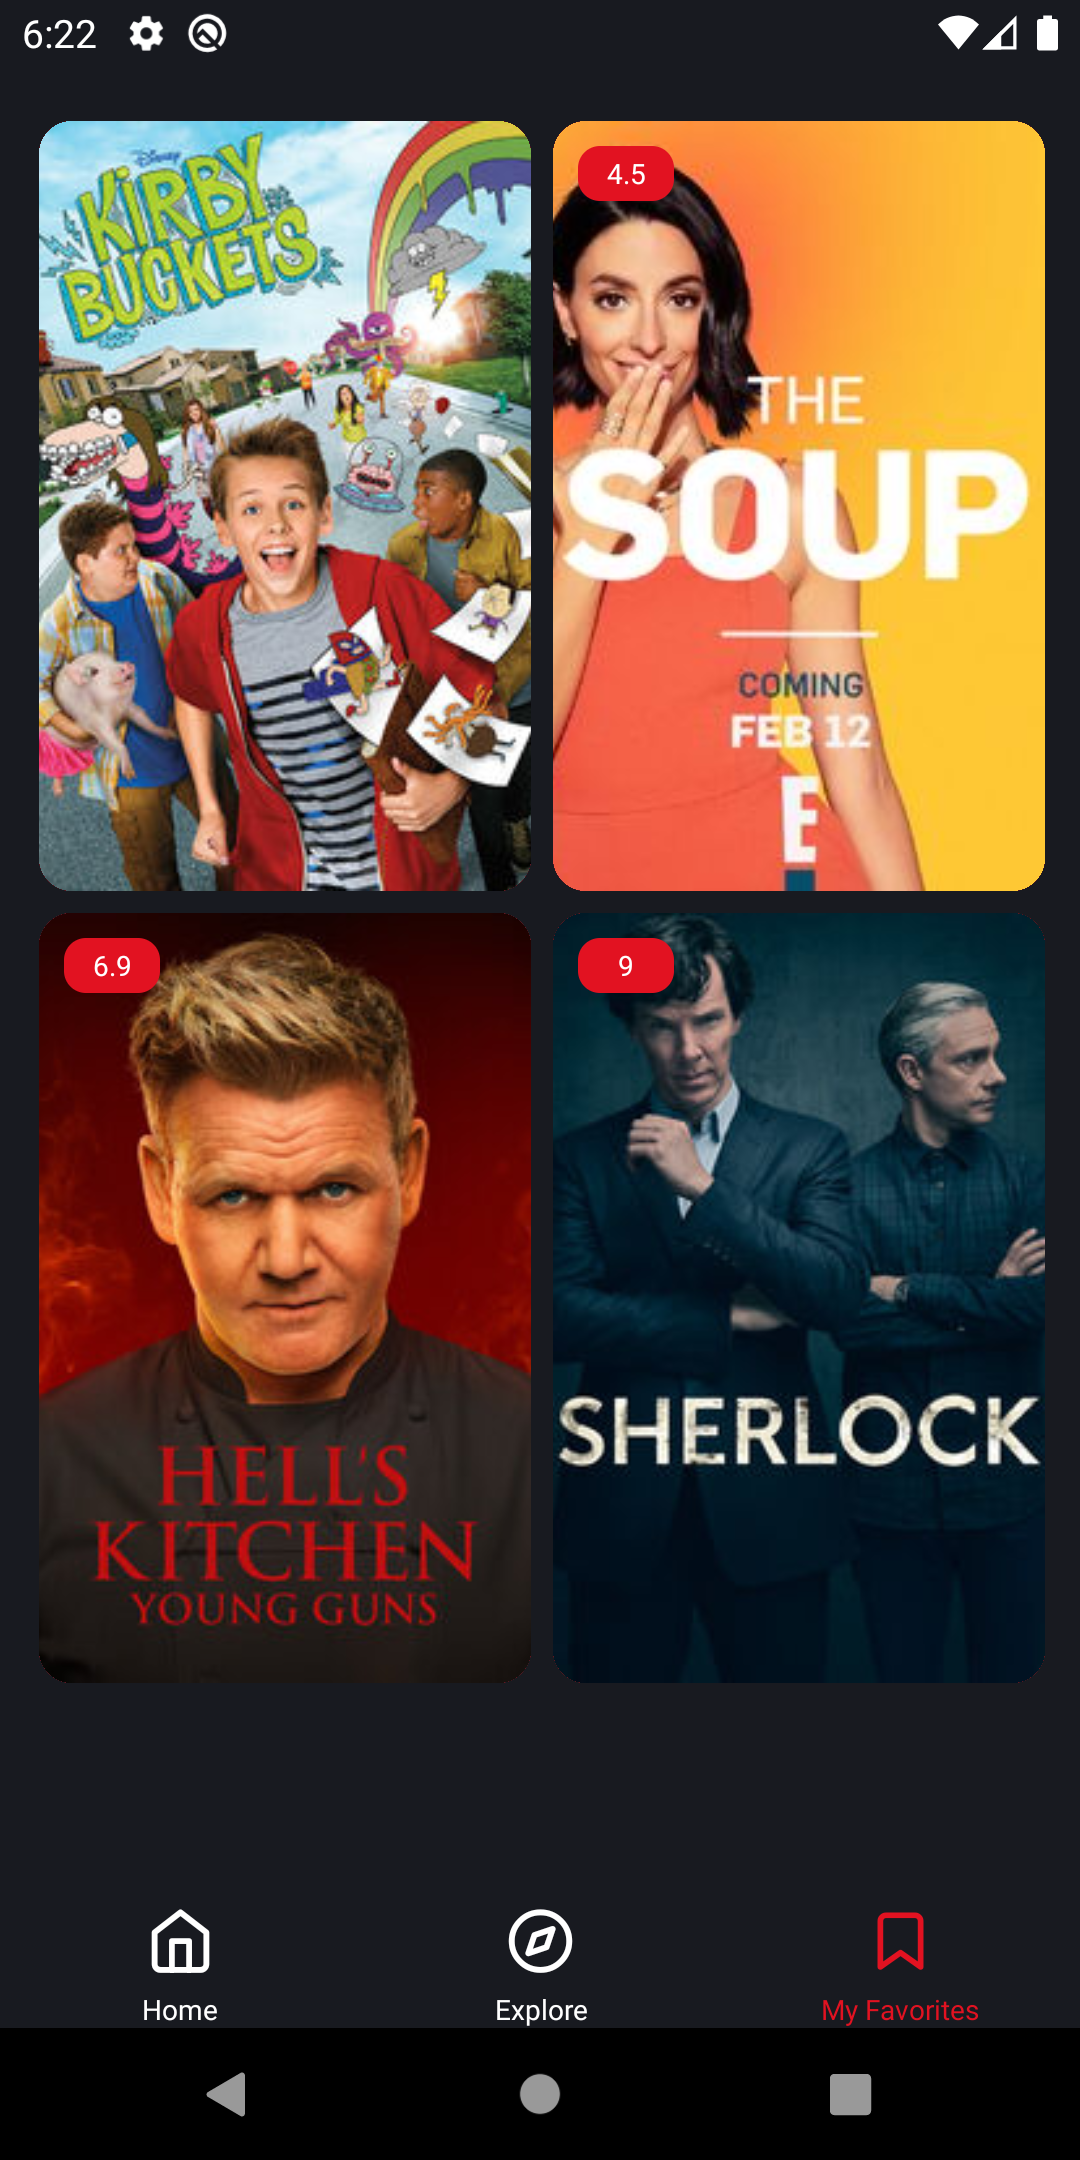 6:22
Disney
KIRBY
BUCKETS
4.5
THE
SOUP
COMING
FEB 12
E
6.9
HELL'S
KITCHEN
YOUNG GUNS
9
SHERLOCK
Home
Explore
My Favorites